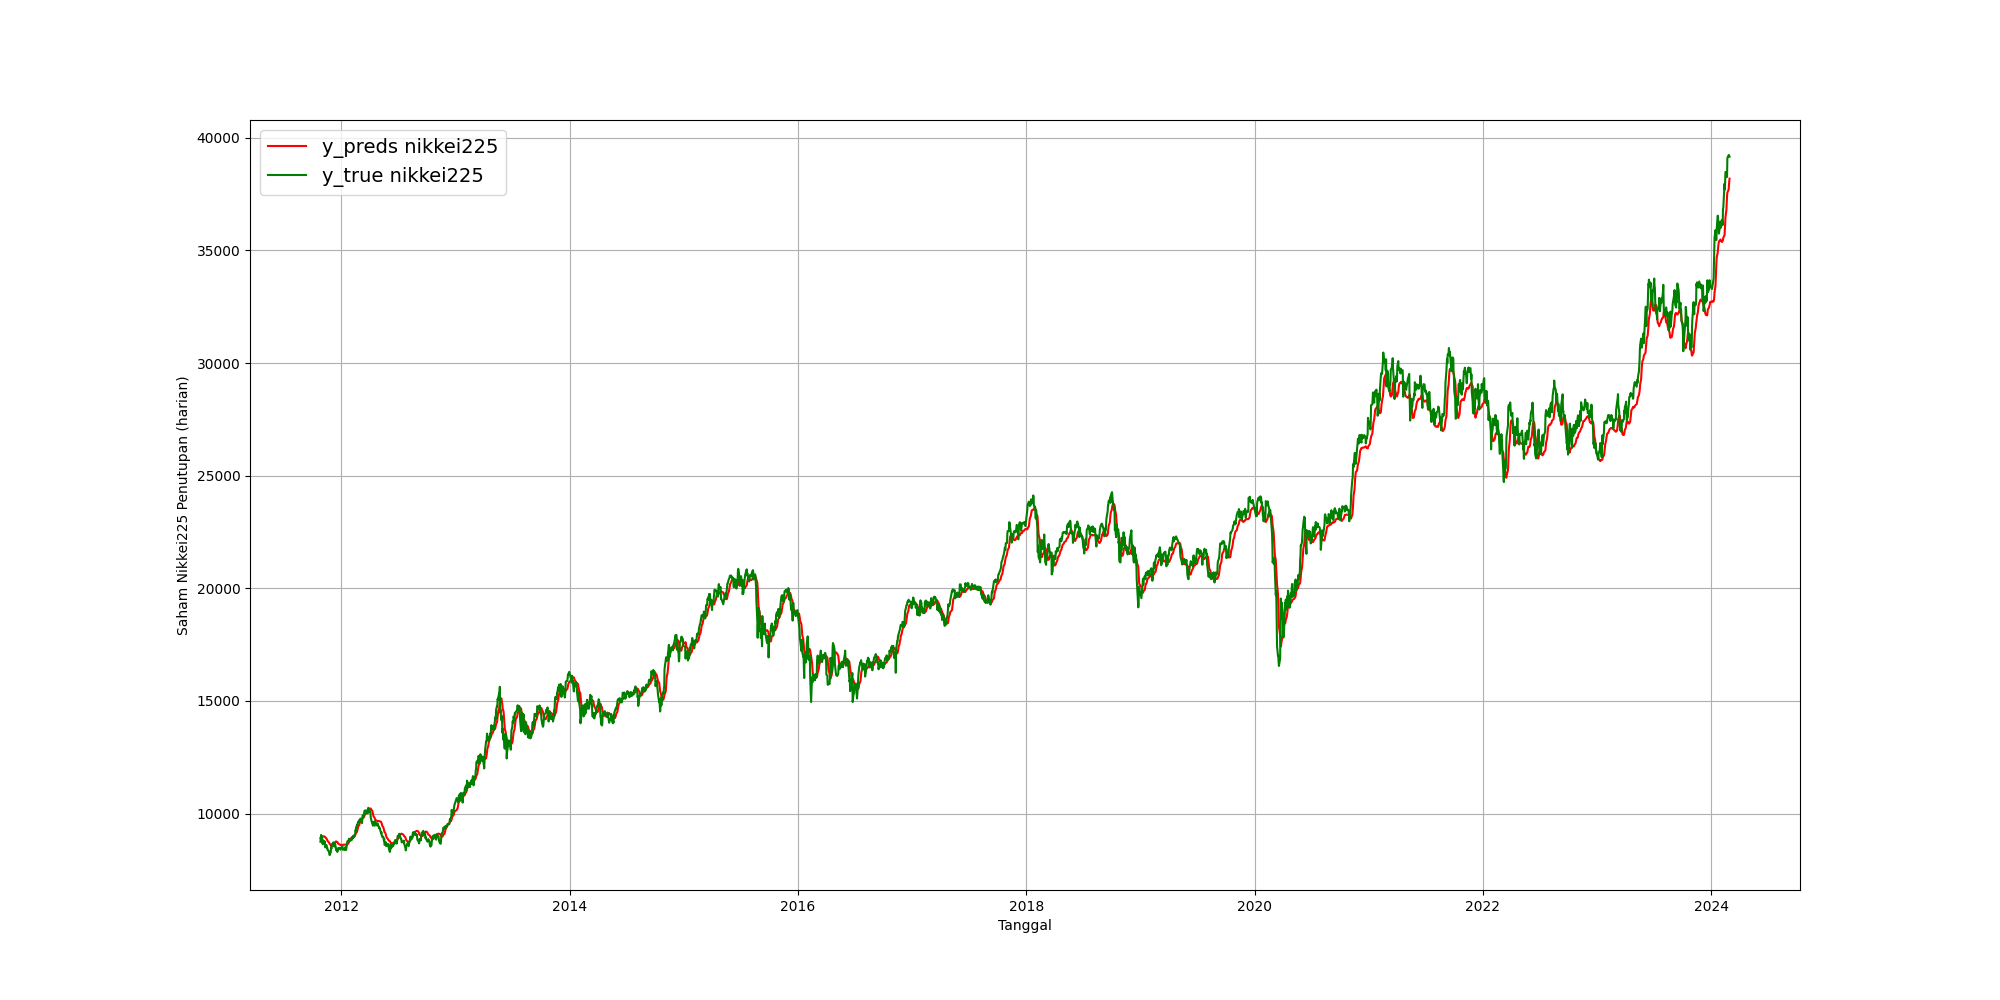 y_preds nikkei225
y_true nikkei225
40000
35000
30000
25000
20000
15000
10000
Saham Nikkei225 Penutupan (harian)
2012 2014 2016 2018 2020 2022 2024
Tanggal